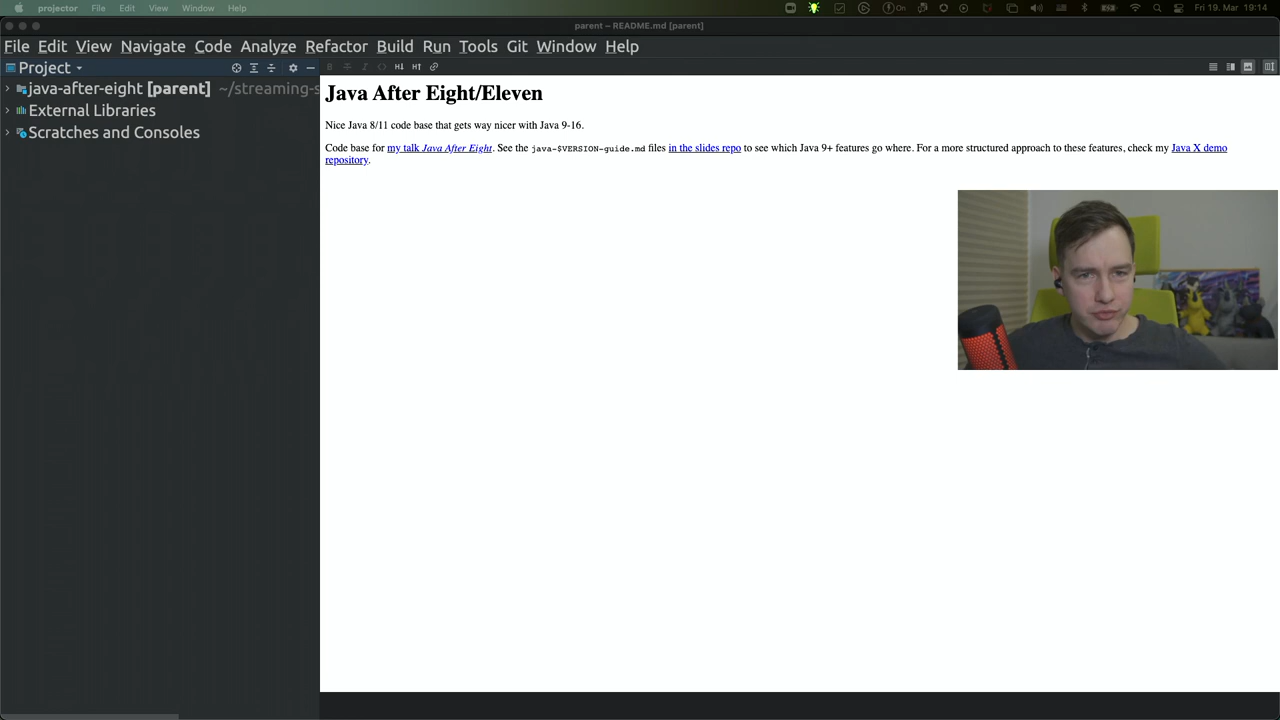 projector File Edit View Window Help On Fri 19. Mar 19:14
parent – README.md [parent]
File Edit View Navigate Code Analyze Refactor Build Run Tools Git Window Help
Project
B S I <> H↓ H↑
java-after-eight [parent] ~/streaming-s
External Libraries
Scratches and Consoles
Java After Eight/Eleven
Nice Java 8/11 code base that gets way nicer with Java 9-16.
Code base for my talk Java After Eight. See the java-$VERSION-guide.md files in the slides repo to see which Java 9+ features go where. For a more structured approach to these features, check my Java X demo
repository.